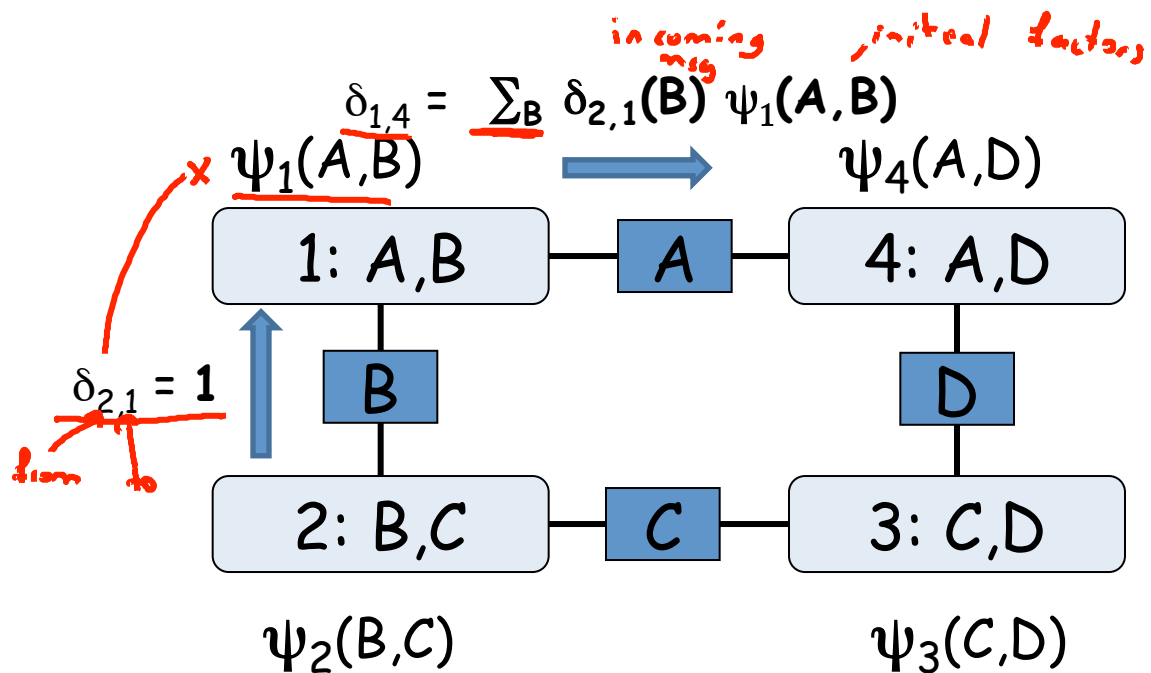 incoming msg
initial factors
δ2,1 = 1
from to
δ1,4 = ΣB δ2,1(B) ψ1(A,B)
ψ1(A,B)
ψ4(A,D)
1: A,B
A
4: A,D
B
D
2: B,C
C
3: C,D
ψ2(B,C)
ψ3(C,D)